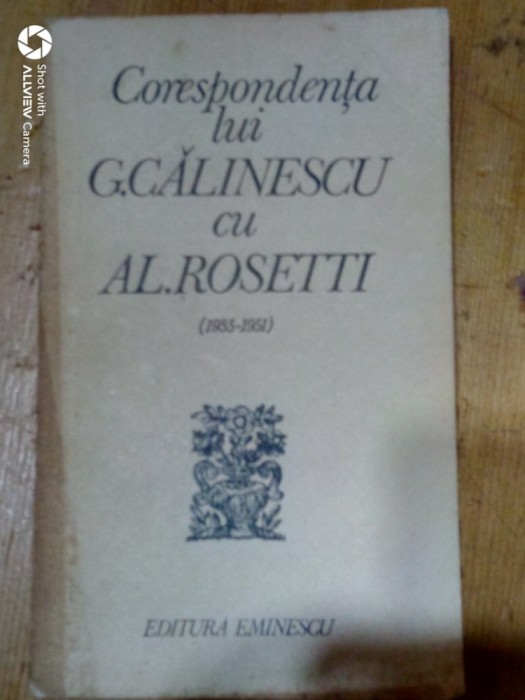 Corespondența
lui
G.CĂLINESCU
cu
AL.ROSETTI
(1935-1951)
EDITURA EMINESCU
Shot with
ALLVIEW Camera